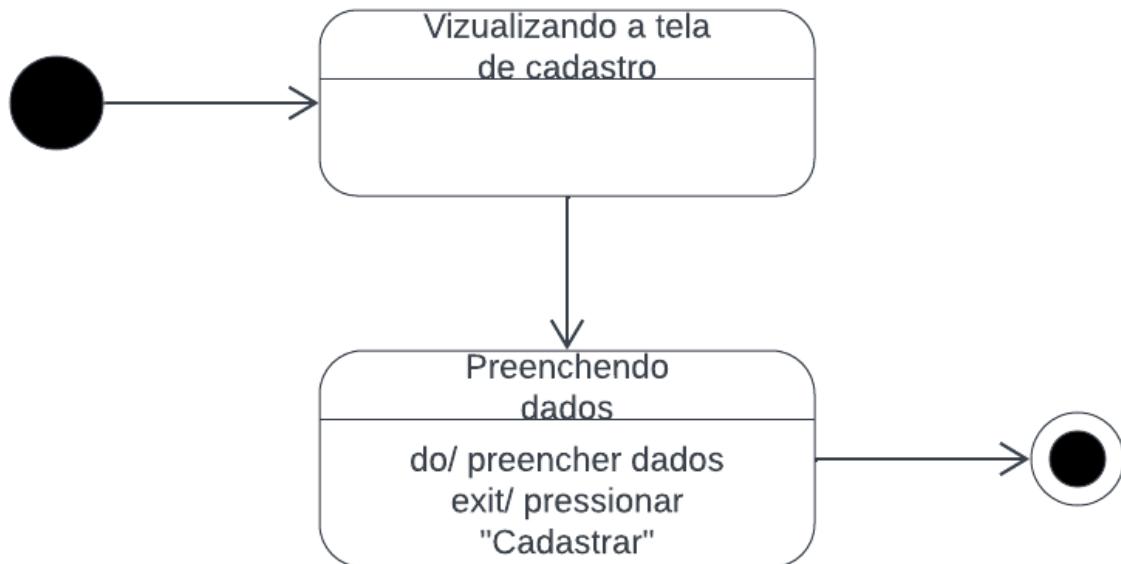 Vizualizando a tela
de cadastro
Preenchendo
dados
do/ preencher dados
exit/ pressionar
"Cadastrar"